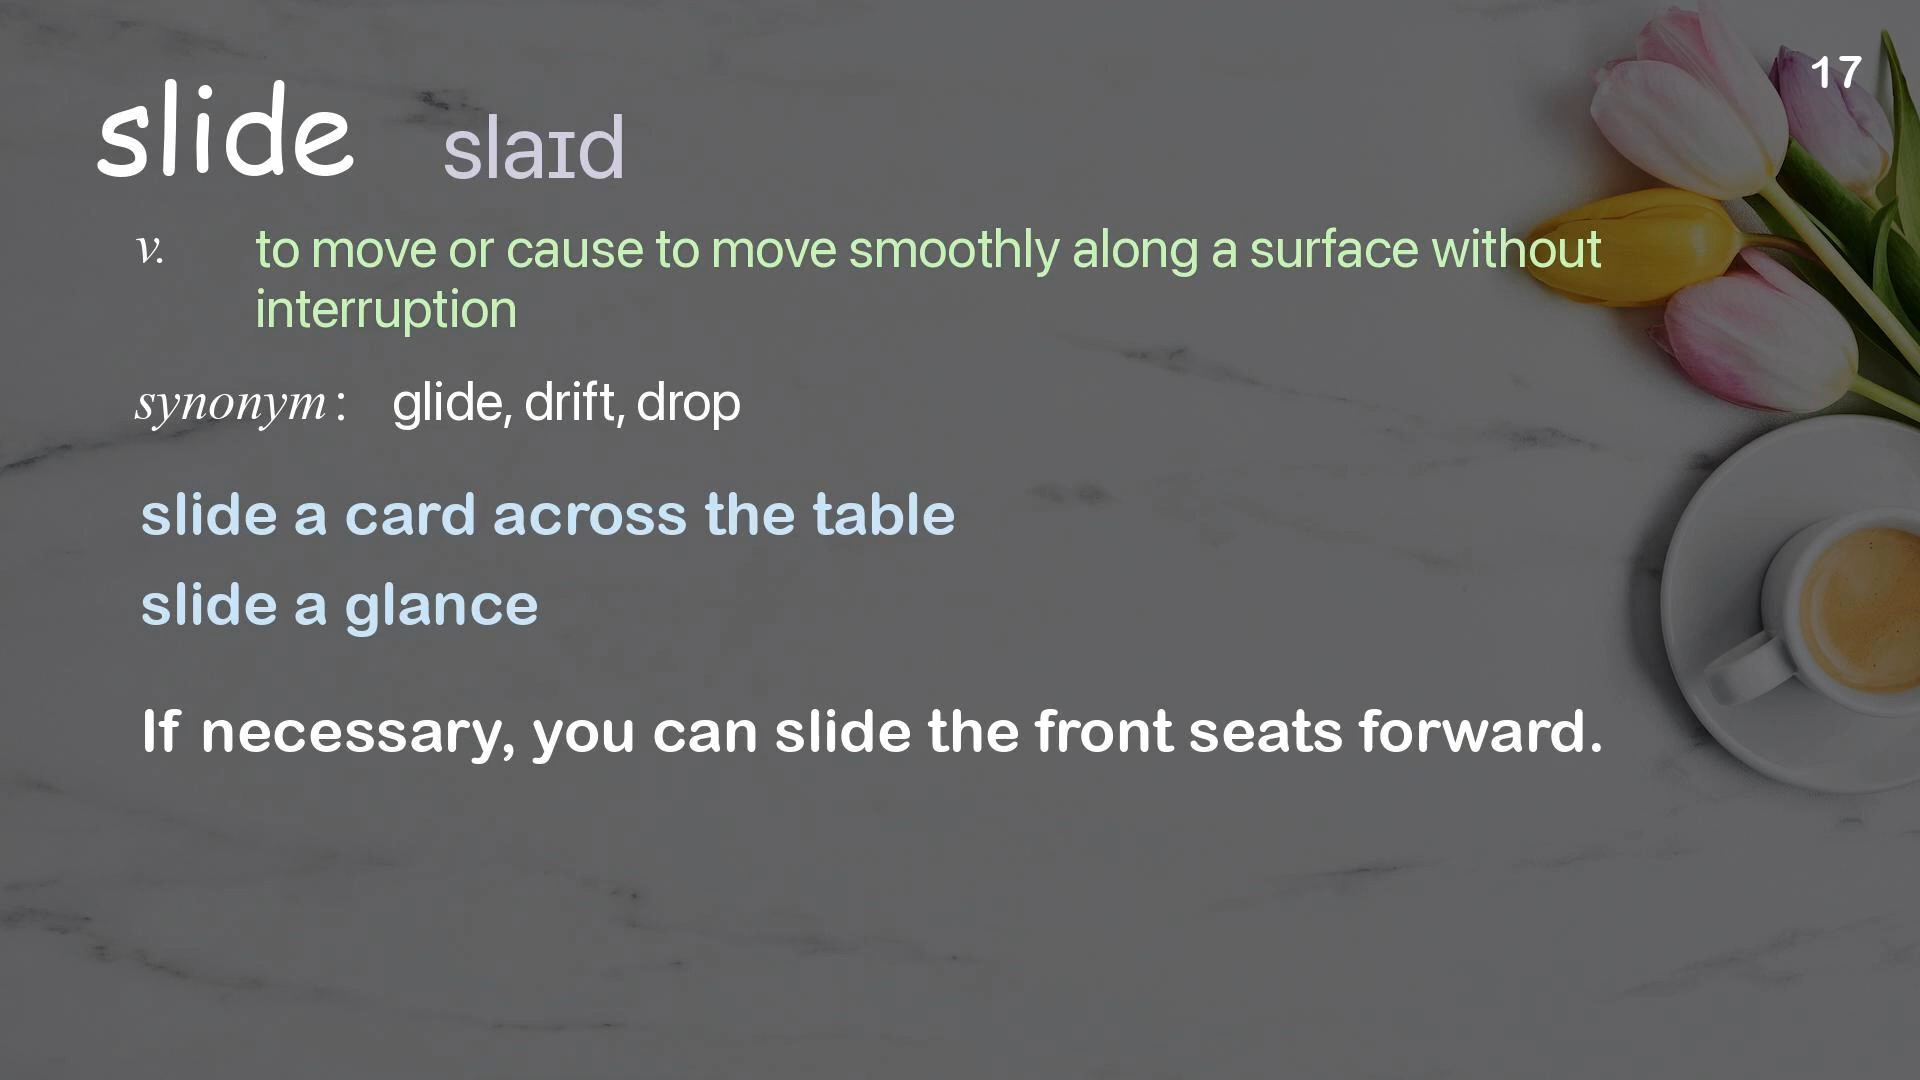 17
slide slaɪd
v. to move or cause to move smoothly along a surface without
interruption
synonym: glide, drift, drop
slide a card across the table
slide a glance
If necessary, you can slide the front seats forward.